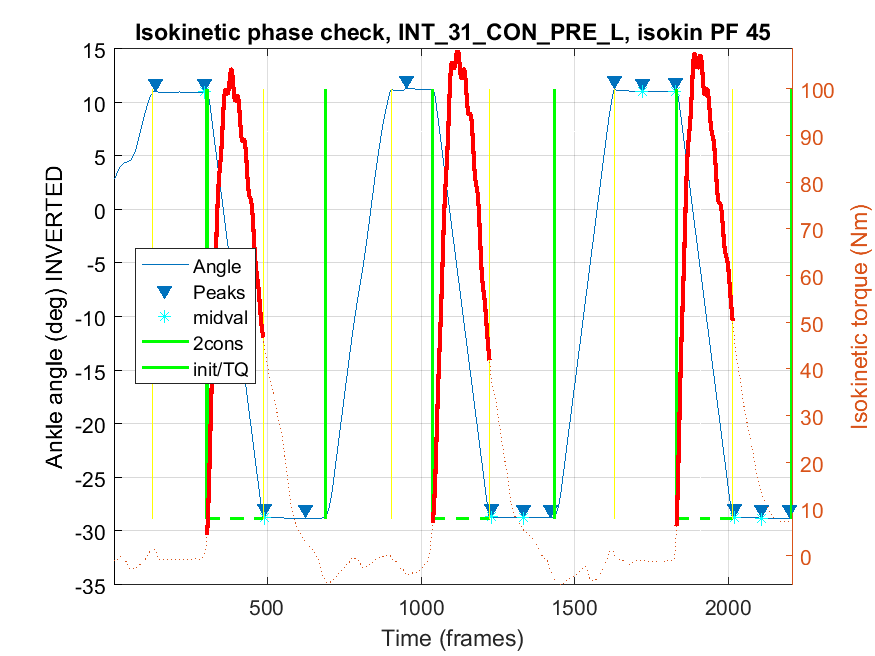 Isokinetic phase check, INT_31_CON_PRE_L, isokin PF 45
Ankle angle (deg) INVERTED
15
10
5
0
-5
-10
-15
-20
-25
-30
-35
Angle
Peaks
midval
2cons
init/TQ
100
90
80
70
60
50
40
30
20
10
0
Isokinetic torque (Nm)
500
1000
1500
2000
Time (frames)